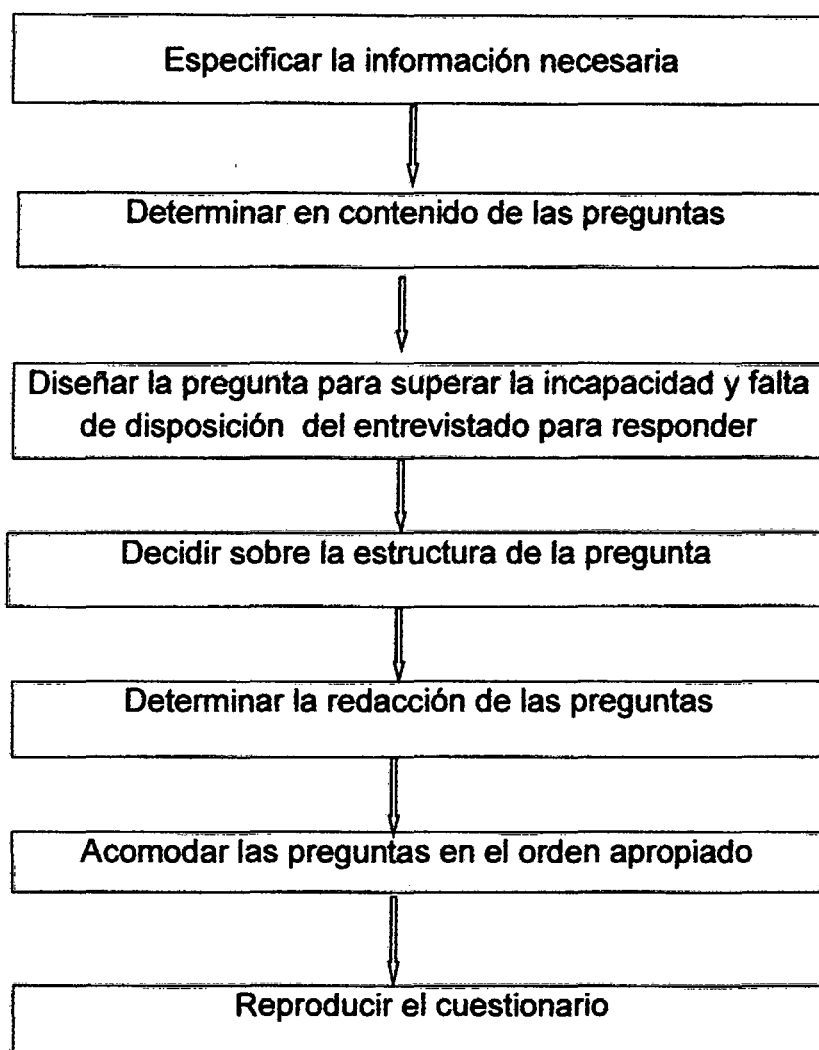 Especificar la información necesaria
Determinar en contenido de las preguntas
Diseñar la pregunta para superar la incapacidad y falta
de disposición del entrevistado para responder
Decidir sobre la estructura de la pregunta
Determinar la redacción de las preguntas
Acomodar las preguntas en el orden apropiado
Reproducir el cuestionario